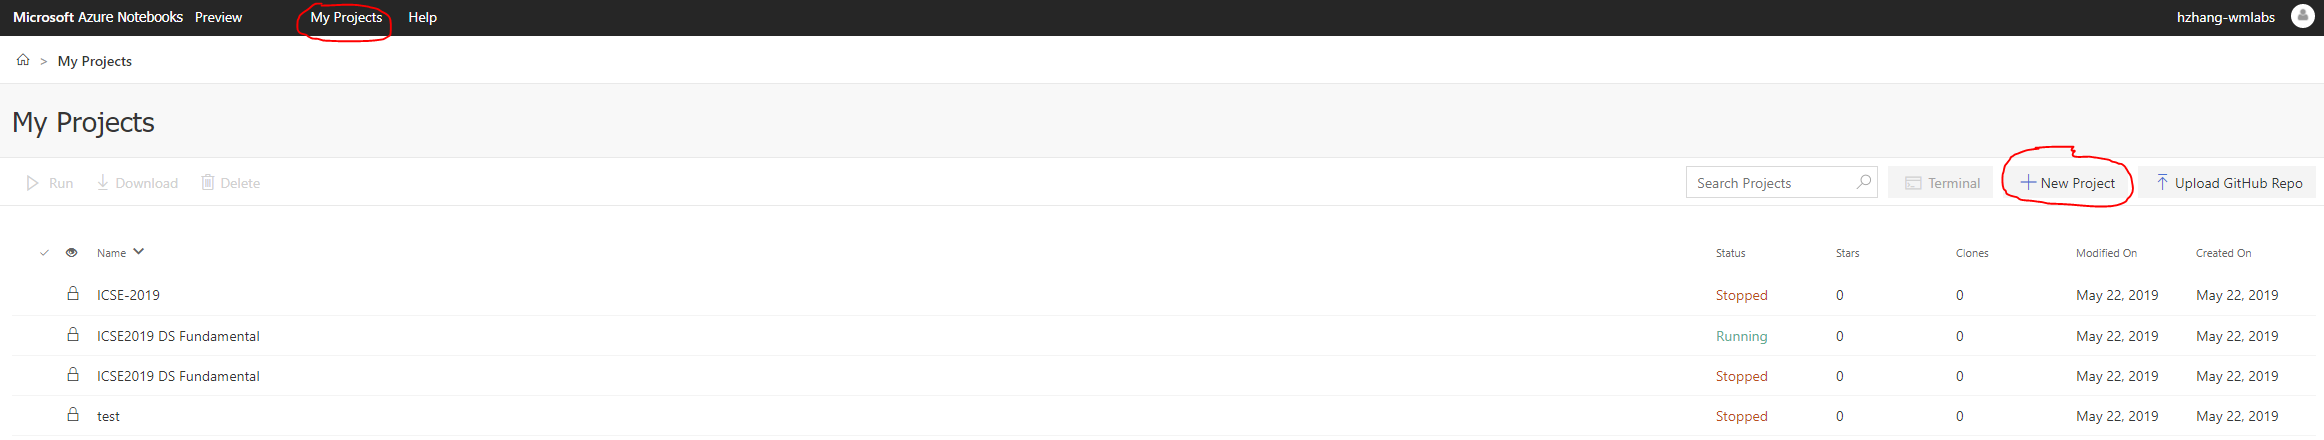 Microsoft Azure Notebooks Preview My Projects Help hzhang-wmlabs
> My Projects
My Projects
Run Download Delete Search Projects Terminal New Project Upload GitHub Repo
Name Status Stars Clones Modified On Created On
ICSE-2019 Stopped 0 0 May 22, 2019 May 22, 2019
ICSE2019 DS Fundamental Running 0 0 May 22, 2019 May 22, 2019
ICSE2019 DS Fundamental Stopped 0 0 May 22, 2019 May 22, 2019
test Stopped 0 0 May 22, 2019 May 22, 2019